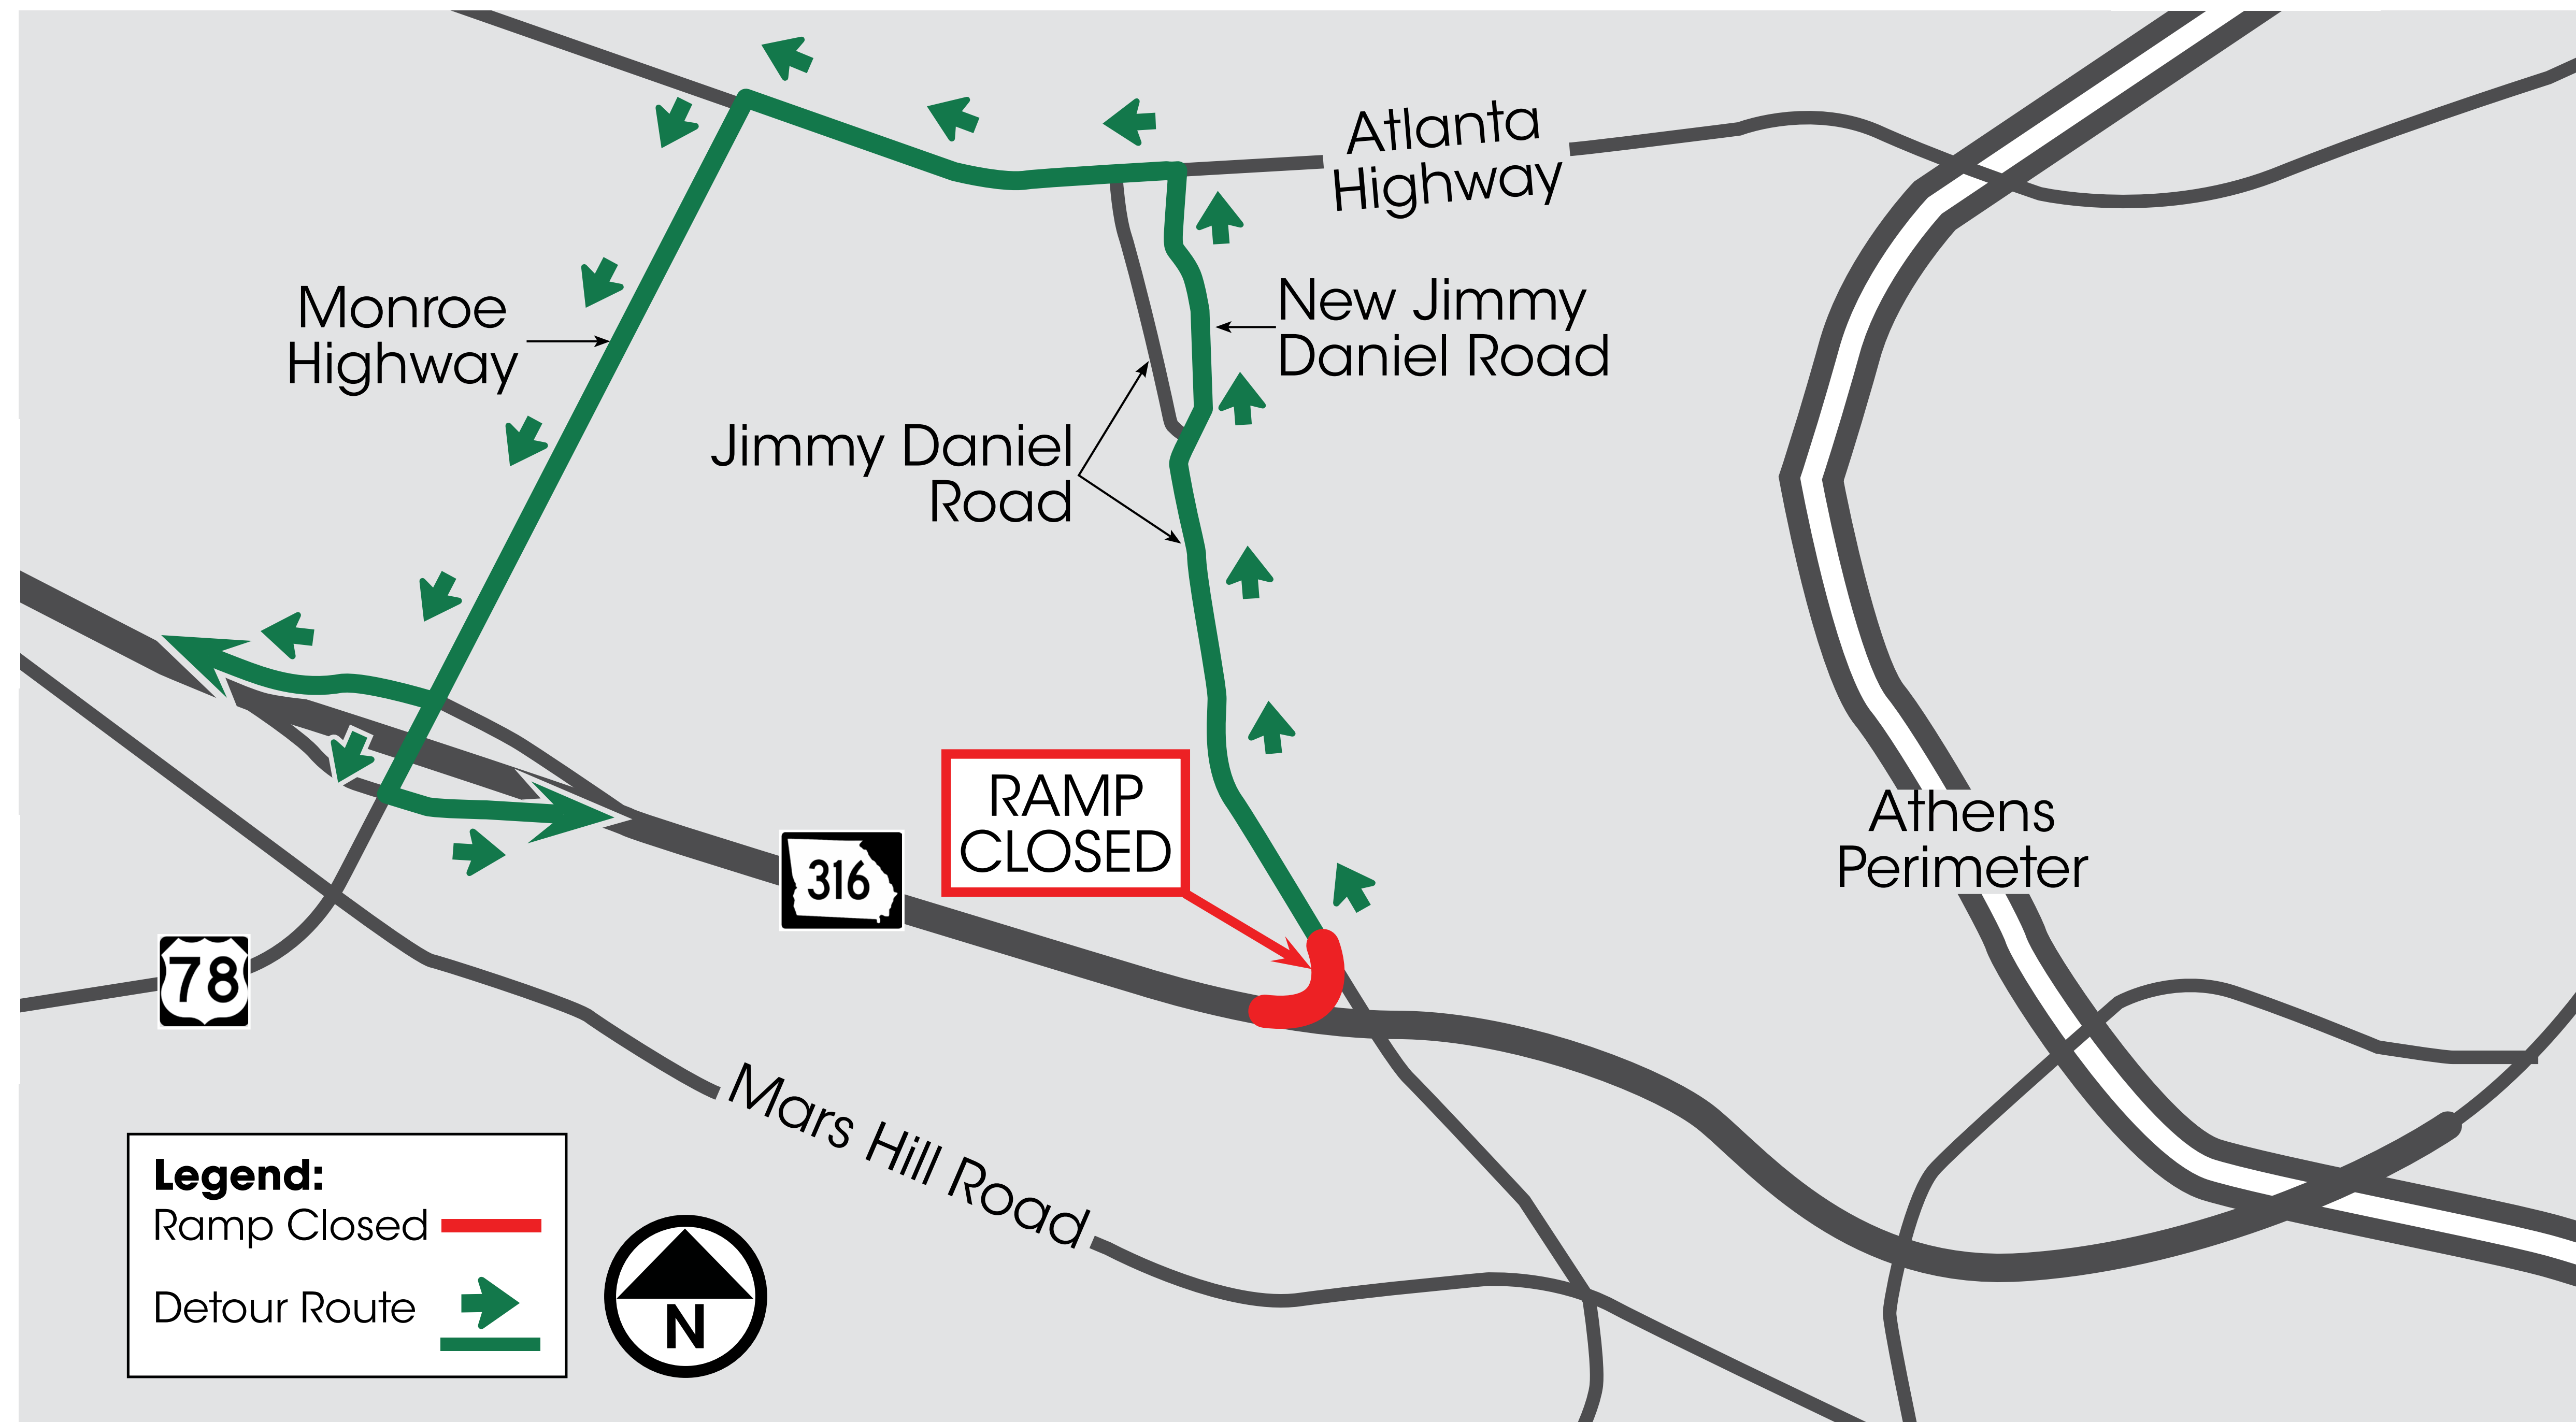 Atlanta
Highway
Monroe
Highway
New Jimmy
Daniel Road
Jimmy Daniel
Road
RAMP
CLOSED
316
Athens
Perimeter
78
Mars Hill Road
Legend:
Ramp Closed
Detour Route
N